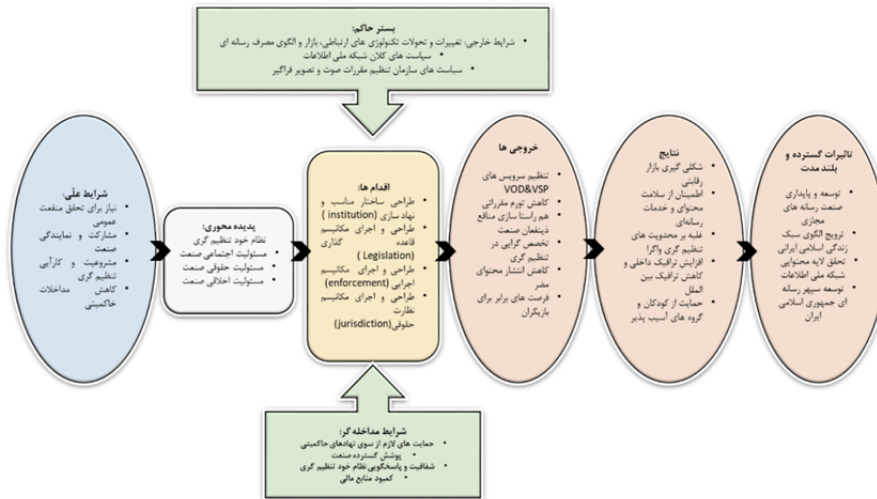 بستر حاکم:
شرایط خارجی: تغییرات و تحولات تکنولوژی های ارتباطی، بازار و الگوی مصرف رسانه ای
سیاست های کلان شبکه ملی اطلاعات
سیاست های سازمان تنظیم مقررات صوت و تصویر فراگیر
شرایط علّی:
نیاز برای تحقق منفعت
عمومی
مشارکت و نمایندگی
صنعت
مشروعیت و کارآیی
تنظیم گری
کاهش مداخلات
حاکمیتی
پدیده محوری:
نظام خود تنظیم گری
مسئولیت اجتماعی صنعت
مسئولیت حقوقی صنعت
مسئولیت اخلاقی صنعت
اقدام ها:
طراحی ساختار مناسب و
نهاد سازی (institution )
طراحی و اجرای مکانیسم
قاعده گذاری
(Legislation )
طراحی و اجرای مکانیسم
اجرایی (enforcement)
طراحی و اجرای مکانیسم
نظارت
حقوقی(jurisdiction)
خروجی ها
تنظیم سرویس های
VOD&VSP
کاهش تورم مقرراتی
هم راستا سازی منافع
ذینفعان صنعت
تخصص گرایی در
تنظیم گری
کاهش انتشار محتوای
مضر
فرصت های برابر برای
بازیگران
نتایج
شکلی گیری بازار
رقابتی
اطمینان از سلامت
محتوای و خدمات
رسانه‌ای
غلبه بر محدویت های
تنظیم گری واگرا
افزایش ترافیک داخلی و
کاهش ترافیک بین
الملل
حمایت از کودکان و
گروه های آسیب پذیر
تاثیرات گسترده و
بلند مدت
توسعه و پایداری
صنعت رسانه های
مجازی
ترویج الگوی سبک
زندگی اسلامی ایرانی
تحقق لایه محتوایی
شبکه ملی اطلاعات
توسعه سپهر رسانه
ای جمهوری اسلامی
ایران
شرایط مداخله گر:
حمایت های لازم از سوی نهادهای حاکمیتی
پوشش گسترده صنعت
شفافیت و پاسخگویی نظام خود تنظیم گری
کمبود منابع مالی